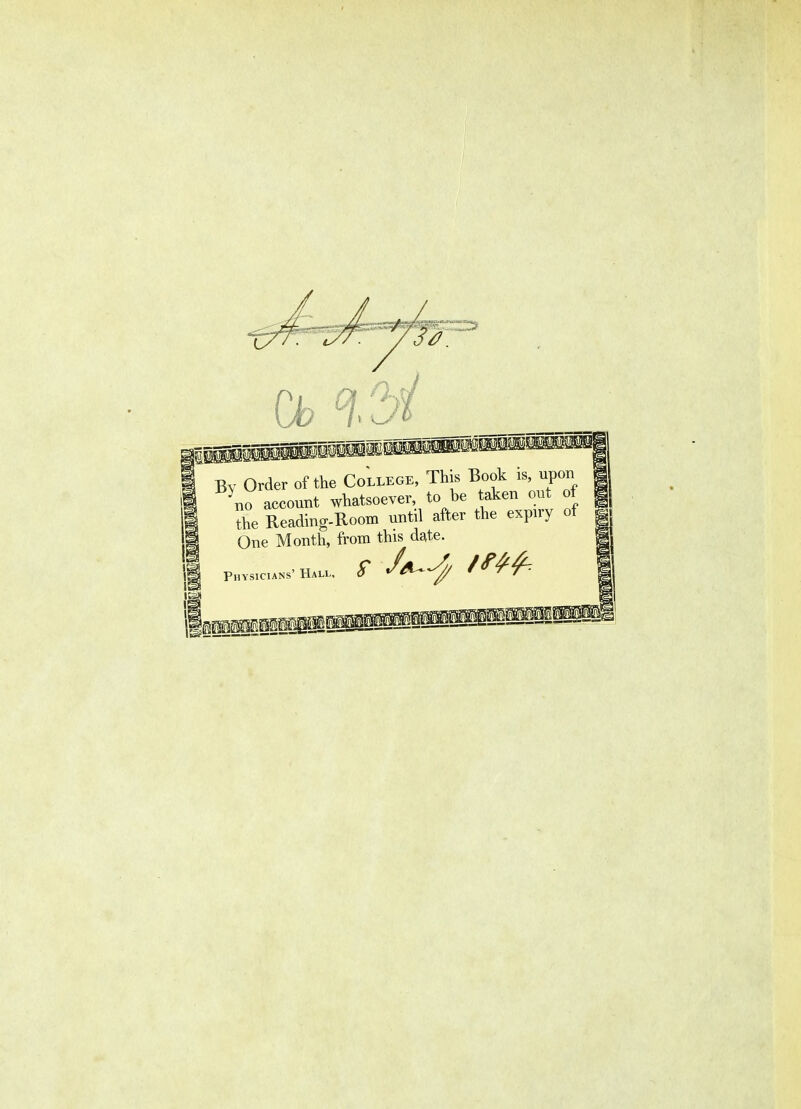 Cb 9.31
By Order of the COLLEGE, This Book is, upon
no account whatsoever, to be taken out of
the Reading-Room until after the expiry of
One Month, from this date.
PHYSICIANS' HALL, 8 Jan-y 1844.